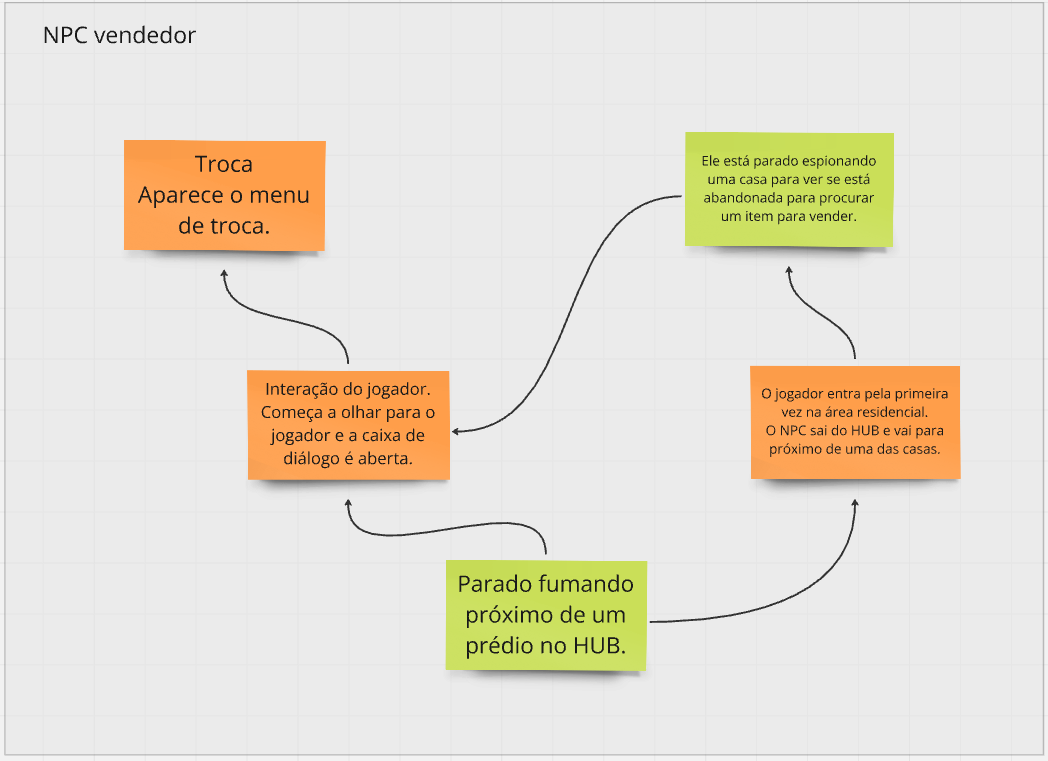 NPC vendedor
Troca
Aparece o menu
de troca.
Ele está parado espionando
uma casa para ver se está
abandonada para procurar
um item para vender.
Interação do jogador.
Começa a olhar para o
jogador e a caixa de
diálogo é aberta.
O jogador entra pela primeira
vez na área residencial.
O NPC sai do HUB e vai para
próximo de uma das casas.
Parado fumando
próximo de um
prédio no HUB.